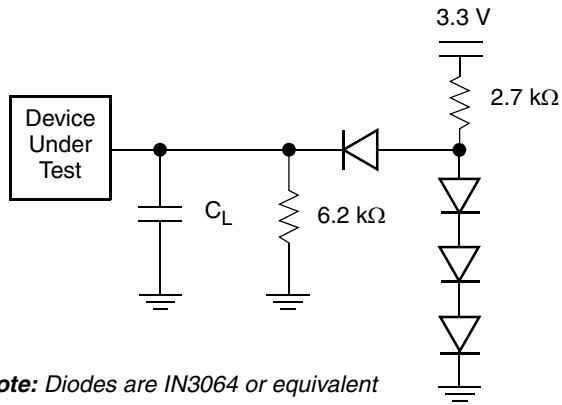 3.3 V
2.7 kΩ
Device
Under
Test
C_L
6.2 kΩ
ote: Diodes are IN3064 or equivalent